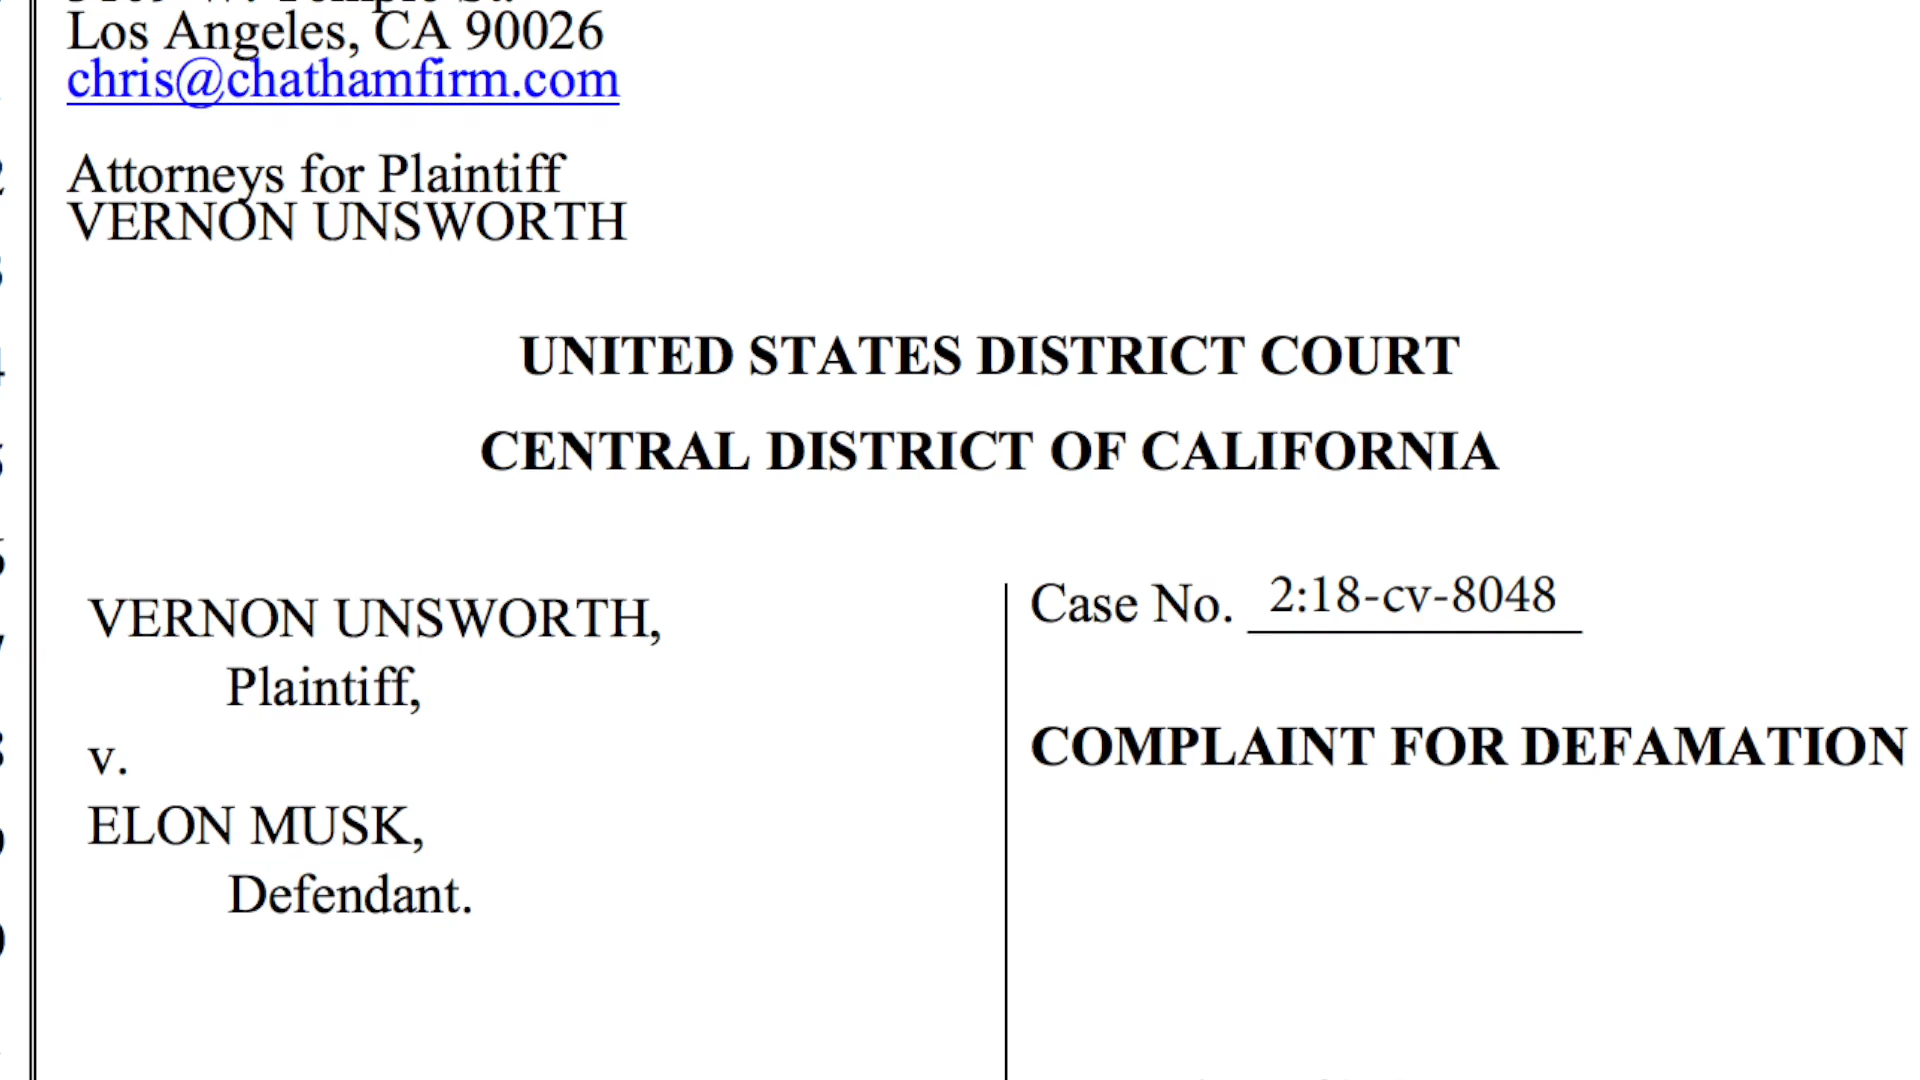 Los Angeles, CA 90026
chris@chathamfirm.com
Attorneys for Plaintiff
VERNON UNSWORTH
UNITED STATES DISTRICT COURT
CENTRAL DISTRICT OF CALIFORNIA
VERNON UNSWORTH,
Plaintiff,
v.
ELON MUSK,
Defendant.
Case No. 2:18-cv-8048
COMPLAINT FOR DEFAMATION